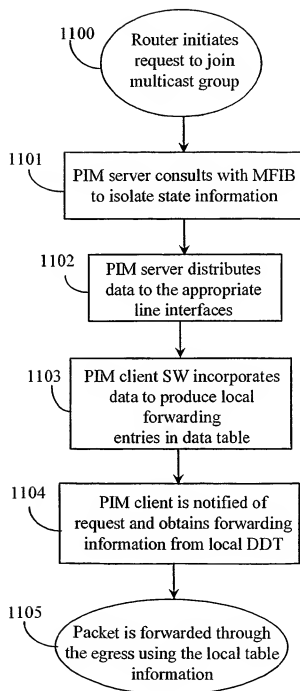 1100
Router initiates
request to join
multicast group
1101
PIM server consults with MFIB
to isolate state information
1102
PIM server distributes
data to the appropriate
line interfaces
1103
PIM client SW incorporates
data to produce local
forwarding
entries in data table
1104
PIM client is notified of
request and obtains forwarding
information from local DDT
1105
Packet is forwarded through
the egress using the local table
information